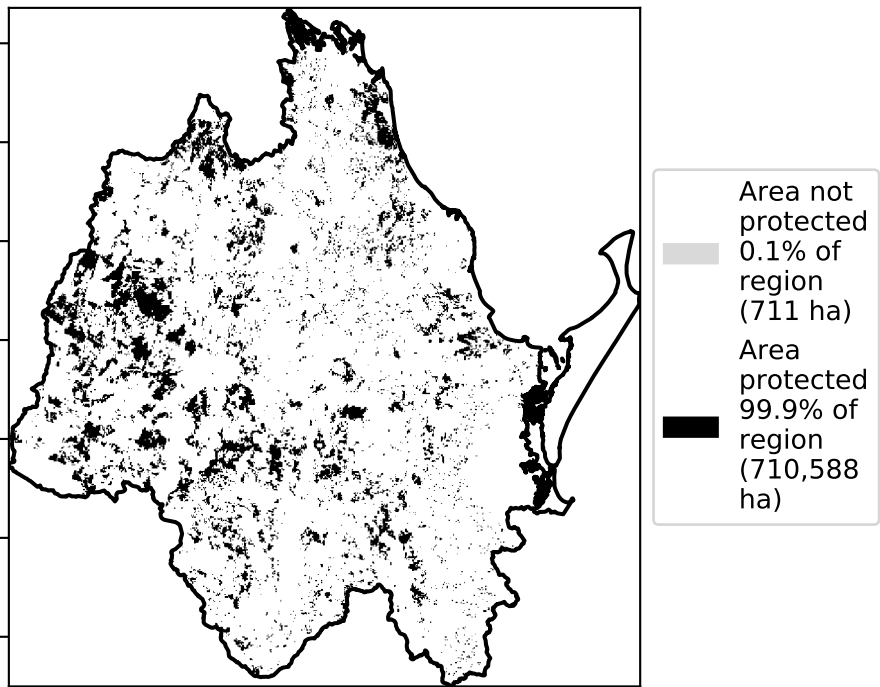 Area not
protected
0.1% of
region
(711 ha)
Area
protected
99.9% of
region
(710,588
ha)